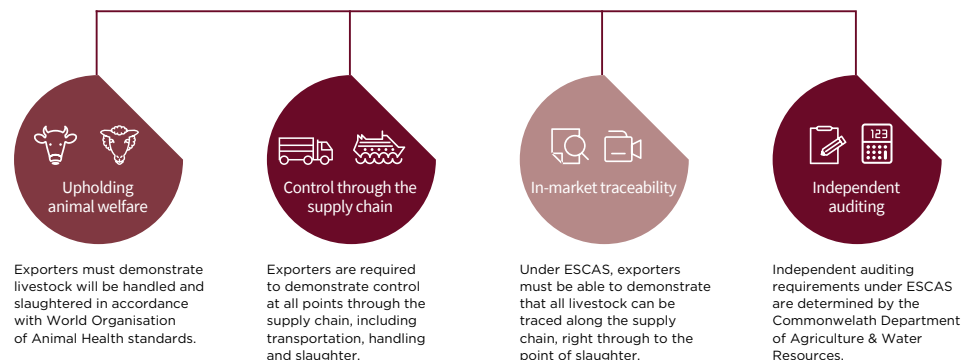 Upholding
animal welfare
Exporters must demonstrate
livestock will be handled and
slaughtered in accordance
with World Organisation
of Animal Health standards.
Control through the
supply chain
Exporters are required
to demonstrate control
at all points through the
supply chain, including
transportation, handling
and slaughter.
In-market traceability
Under ESCAS, exporters
must be able to demonstrate
that all livestock can be
traced along the supply
chain, right through to the
point of slaughter.
123
Independent
auditing
Independent auditing
requirements under ESCAS
are determined by the
Commonwelath Department
of Agriculture & Water
Resources.